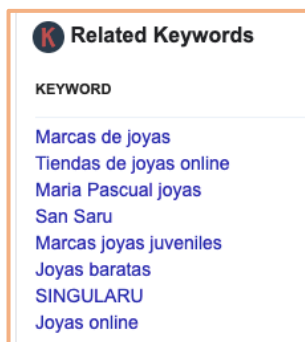 K Related Keywords
KEYWORD
Marcas de joyas
Tiendas de joyas online
Maria Pascual joyas
San Saru
Marcas joyas juveniles
Joyas baratas
SINGULARU
Joyas online